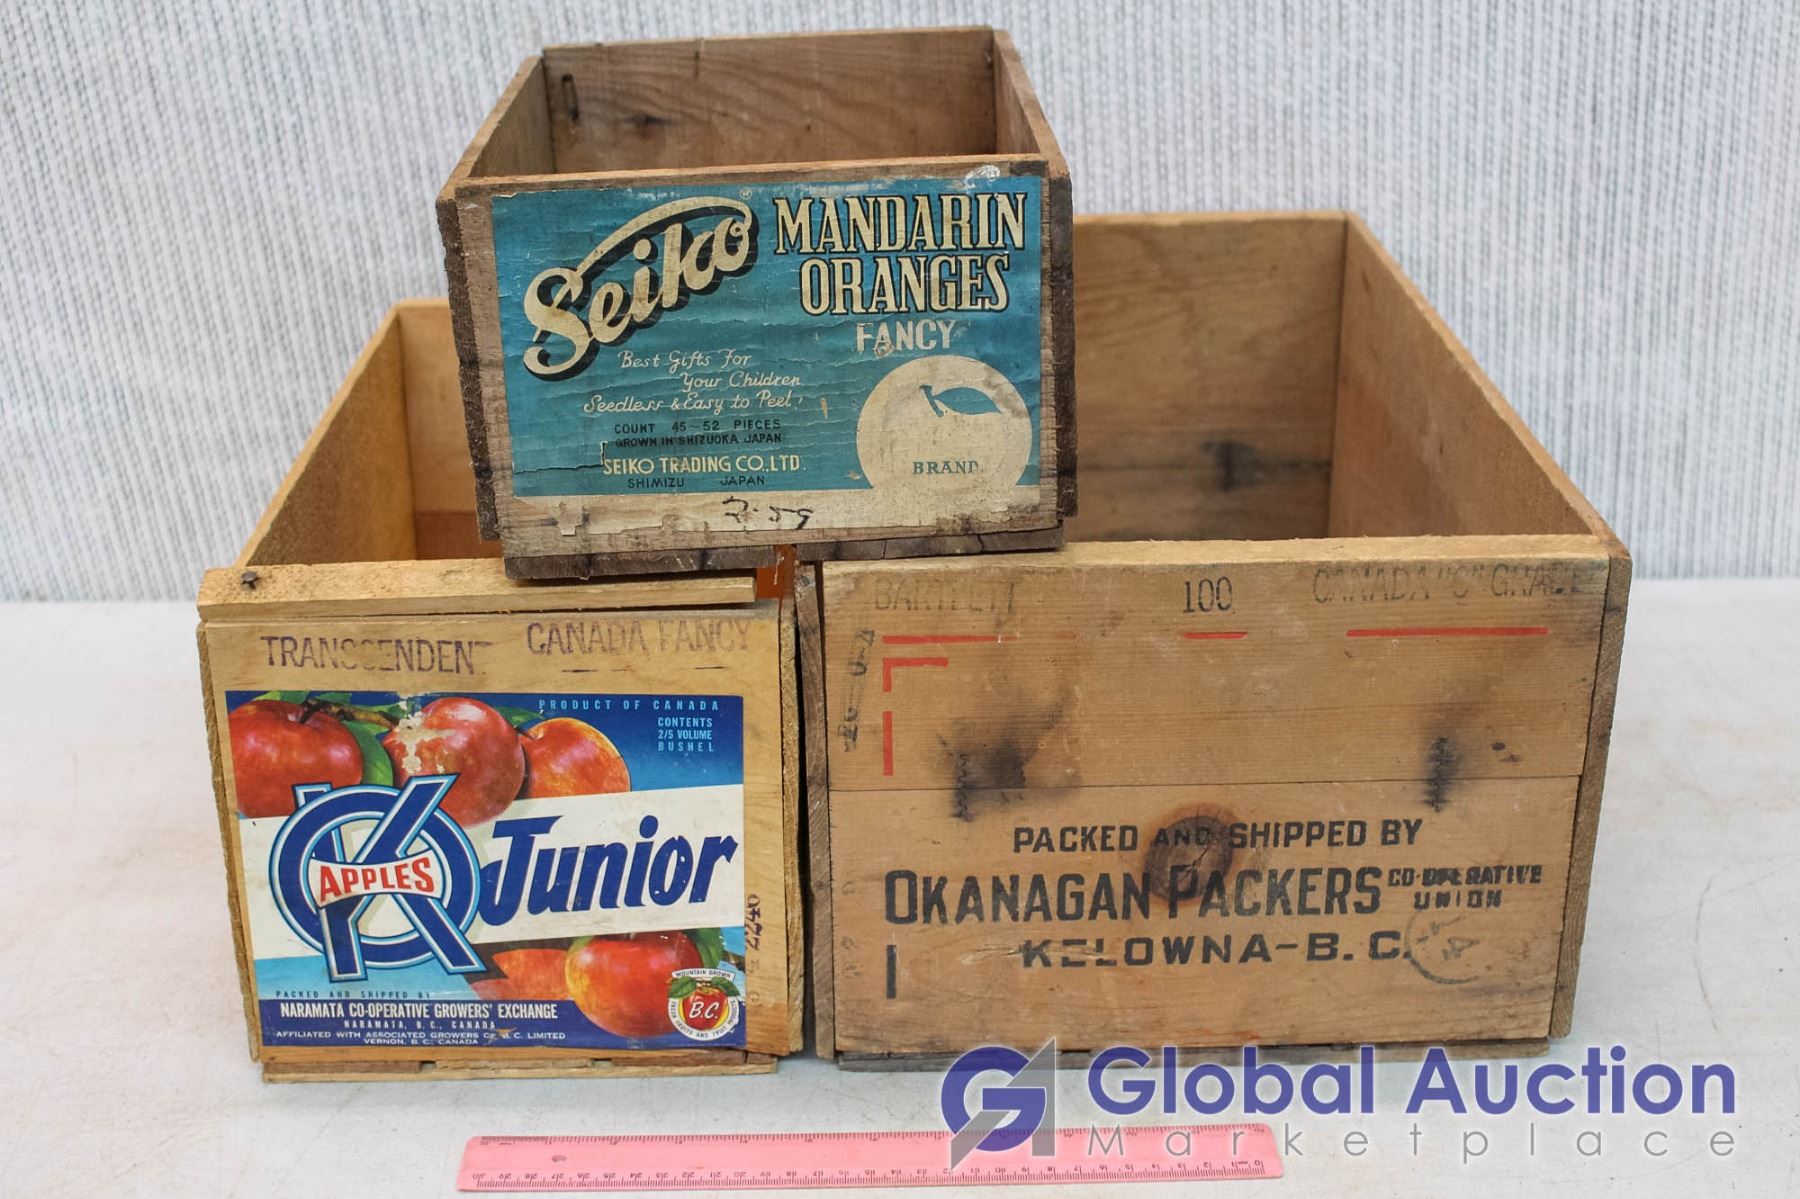 Seiko ®
MANDARIN
ORANGES
FANCY
Best Gifts For
Your Children
Seedless & Easy to Peel!
COUNT 45~52 PIECES
GROWN IN SHIZUOKA JAPAN
SEIKO TRADING CO., LTD.
SHIMIZU JAPAN
BRAND
TRANSCENDENT CANADA FANCY
PRODUCT OF CANADA
CONTENTS
2/5 VOLUME
BUSHEL
OK
APPLES
Junior
2240
PACKED AND SHIPPED BY
NARAMATA CO-OPERATIVE GROWERS' EXCHANGE
NARAMATA, B.C., CANADA
AFFILIATED WITH ASSOCIATED GROWERS OF B.C. LIMITED
VERNON, B.C. CANADA
MOUNTAIN GROWN
B.C.
BARTLETT 100 CANADA "C" GRADE
PACKED AND SHIPPED BY
OKANAGAN PACKERS CO-OPERATIVE
UNION
KELOWNA-B.C.
Global Auction
Marketplace